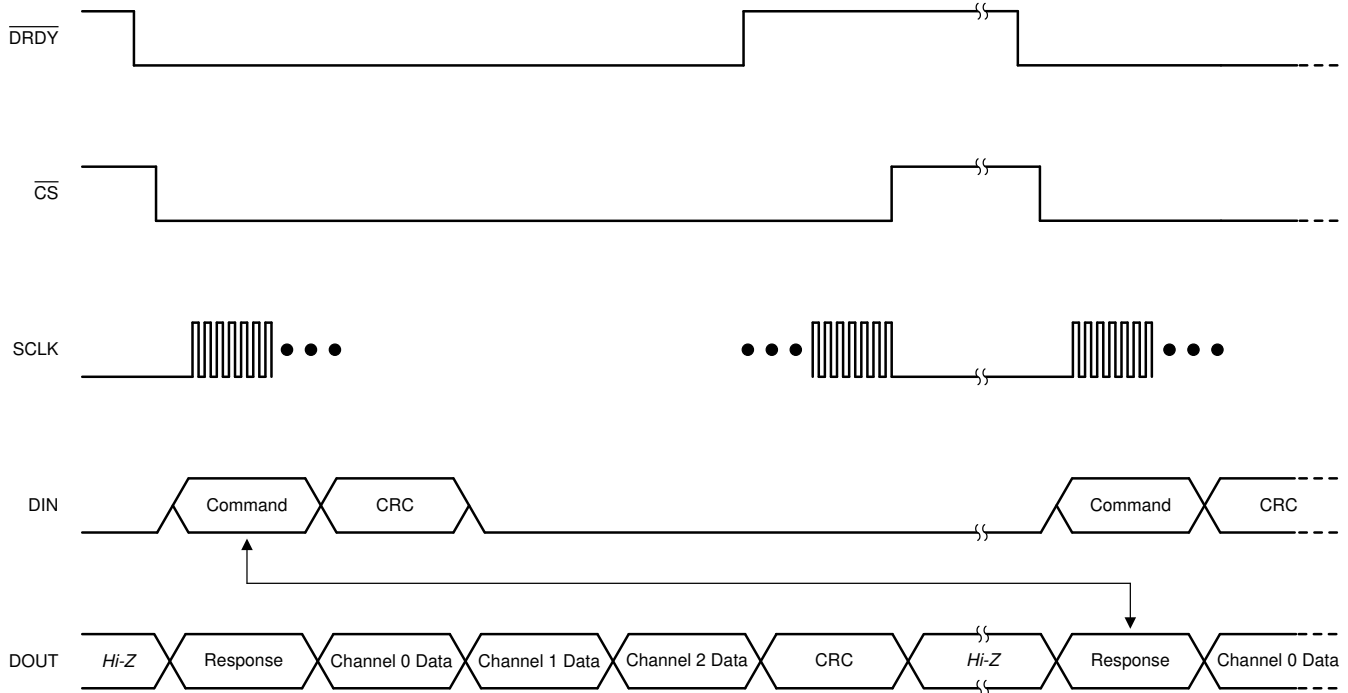 DRDY
CS
SCLK
DIN
Command
CRC
Command
CRC
DOUT
Hi-Z
Response
Channel 0 Data
Channel 1 Data
Channel 2 Data
CRC
Hi-Z
Response
Channel 0 Data